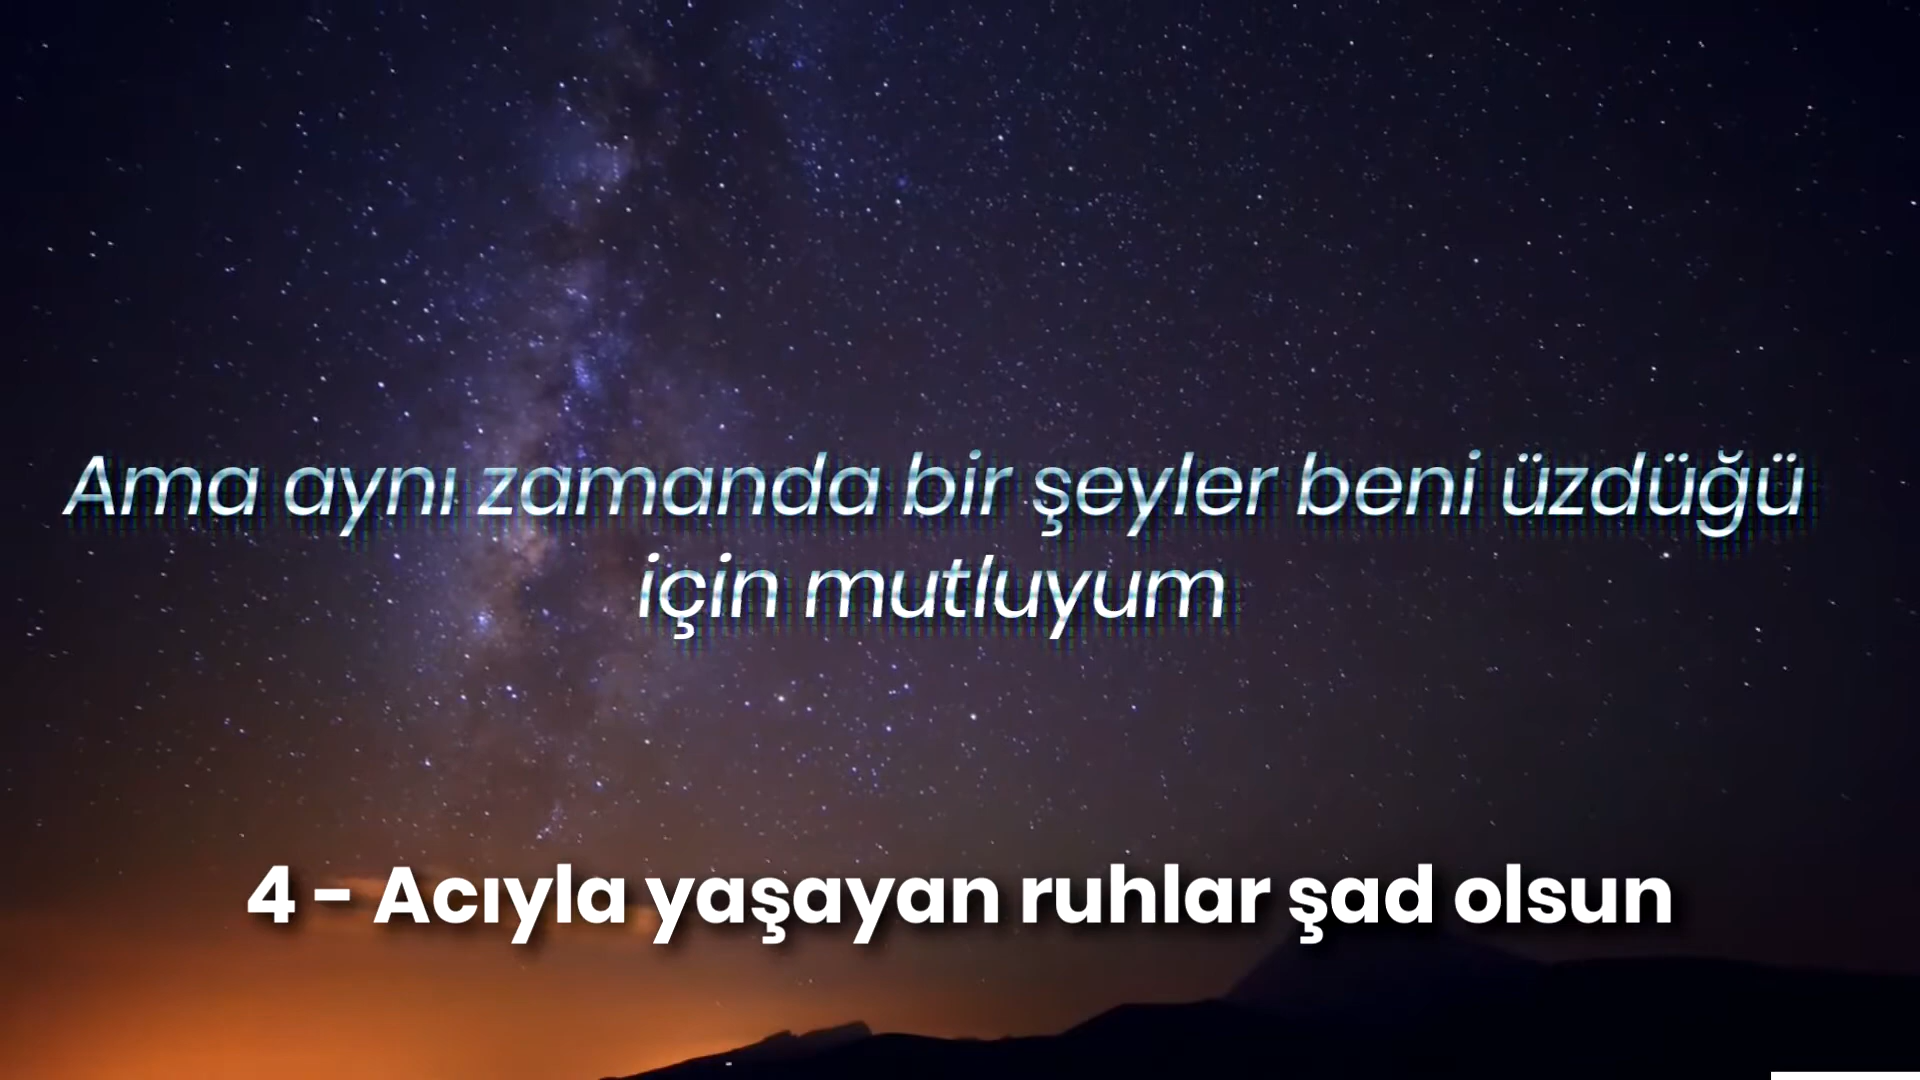 Ama aynı zamanda bir şeyler beni üzdüğü
için mutluyum
4 - Acıyla yaşayan ruhlar şad olsun